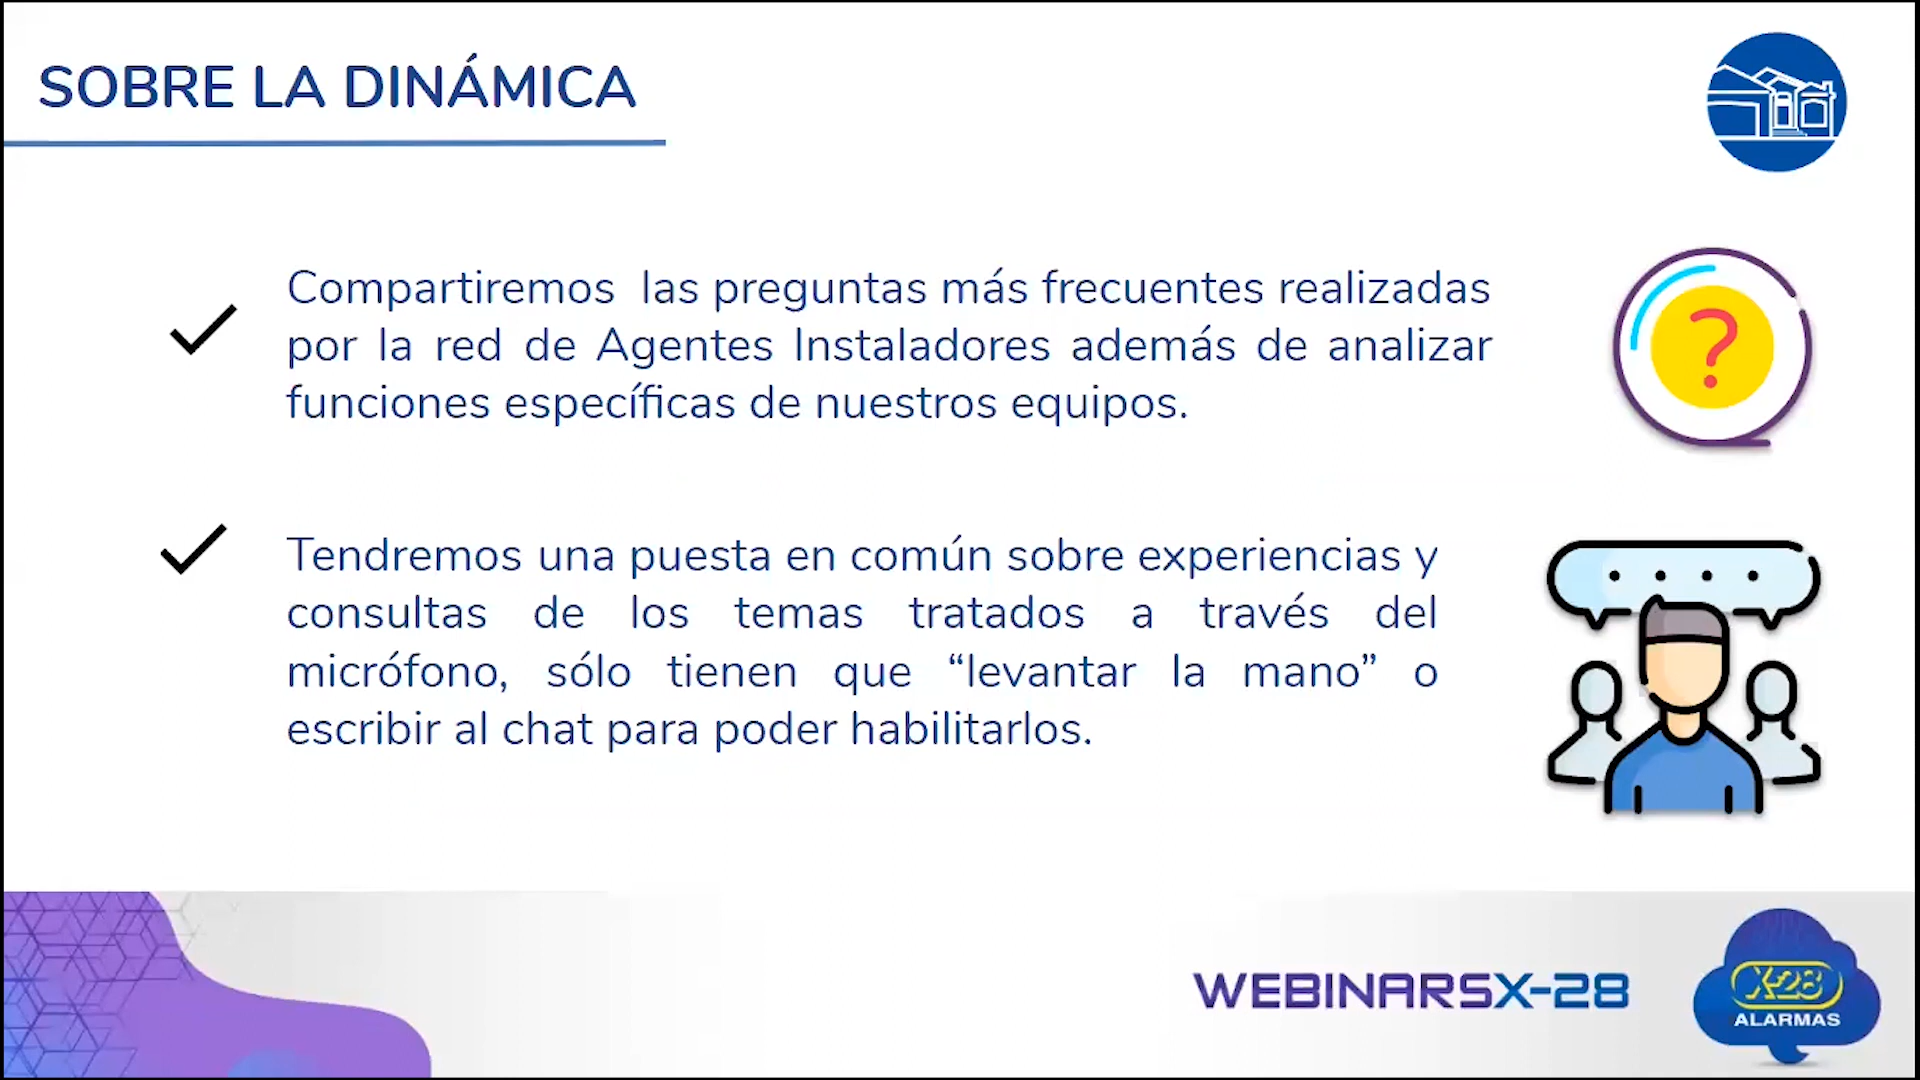 SOBRE LA DINÁMICA
Compartiremos las preguntas más frecuentes realizadas
por la red de Agentes Instaladores además de analizar
funciones específicas de nuestros equipos.
?
Tendremos una puesta en común sobre experiencias y
consultas de los temas tratados a través del
micrófono, sólo tienen que “levantar la mano” o
escribir al chat para poder habilitarlos.
WEBINARSX-28
X-28
ALARMAS